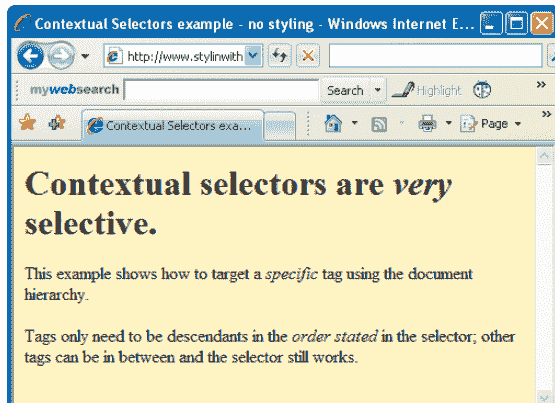 Contextual Selectors example - no styling - Windows Internet E...
http://www.stylinwith
mywebsearch Search Highlight
Contextual Selectors exa... Page
Contextual selectors are very
selective.
This example shows how to target a specific tag using the document
hierarchy.
Tags only need to be descendants in the order stated in the selector; other
tags can be in between and the selector still works.